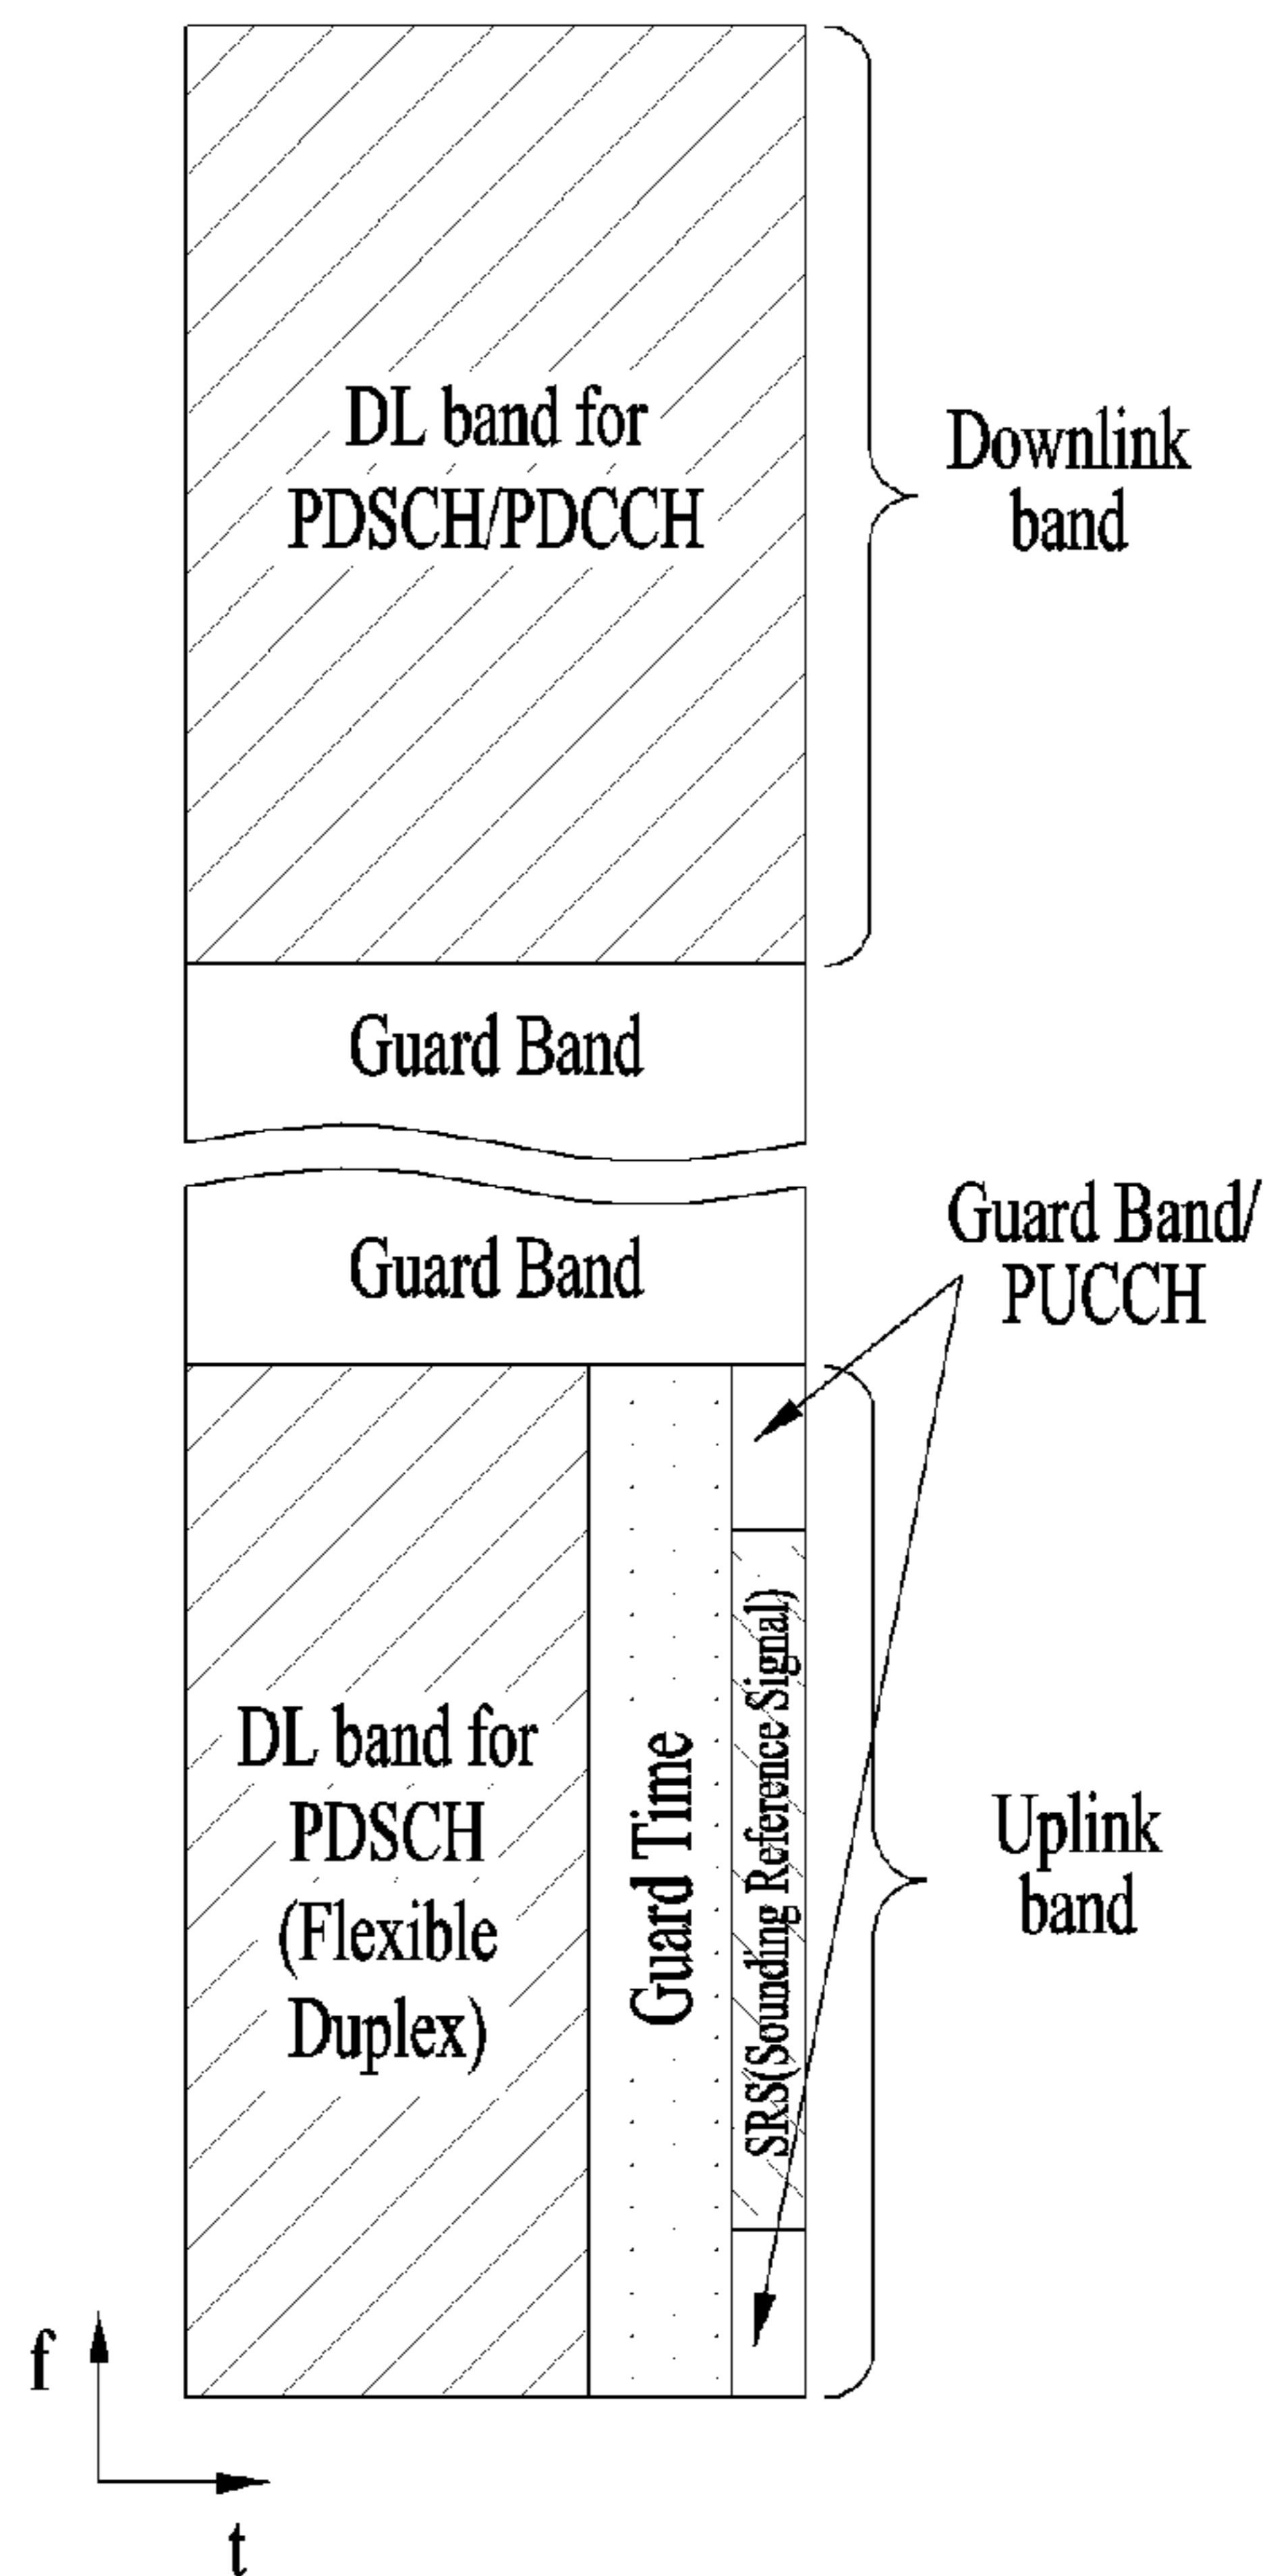 DL band for
PDSCH/PDCCH
Downlink
band
Guard Band
Guard Band
Guard Band/
PUCCH
DL band for
PDSCH
(Flexible
Duplex)
Guard Time
SRS(Sounding Reference Signal)
Uplink
band
f
t